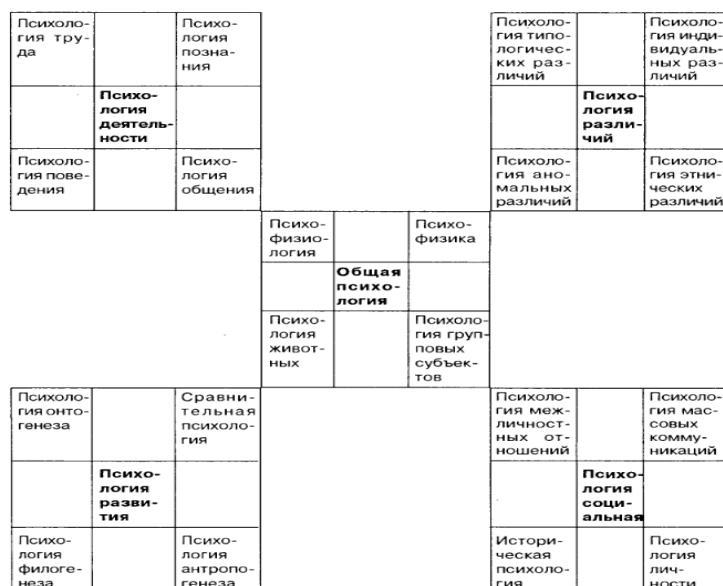 Психоло-
гия тру-
да
Психо-
логия
позна-
ния
Психо-
логия
деятель-
ности
Психоло-
гия пове-
дения
Психо-
логия
общения
Психоло-
гия типо-
логичес-
ких раз-
личий
Психоло-
гия инди-
видуаль-
ных раз-
личий
Психо-
логия
разли-
чий
Психоло-
гия ано-
мальных
различий
Психоло-
гия этни-
ческих
различий
Психо-
физио-
логия
Психо-
физика
Общая
психо-
логия
Психо-
логия
живот-
ных
Психоло-
гия груп-
повых
субъек-
тов
Психоло-
гия онто-
генеза
Сравни-
тельная
психоло-
гия
Психо-
логия
разви-
тия
Психо-
логия
филоге-
неза
Психо-
логия
антропо-
генеза
Психоло-
гия меж-
личност-
ных от-
ношений
Психоло-
гия мас-
совых
комму-
никаций
Психо-
логия
соци-
альная
Истори-
ческая
психоло-
гия
Психо-
логия
лич-
ности